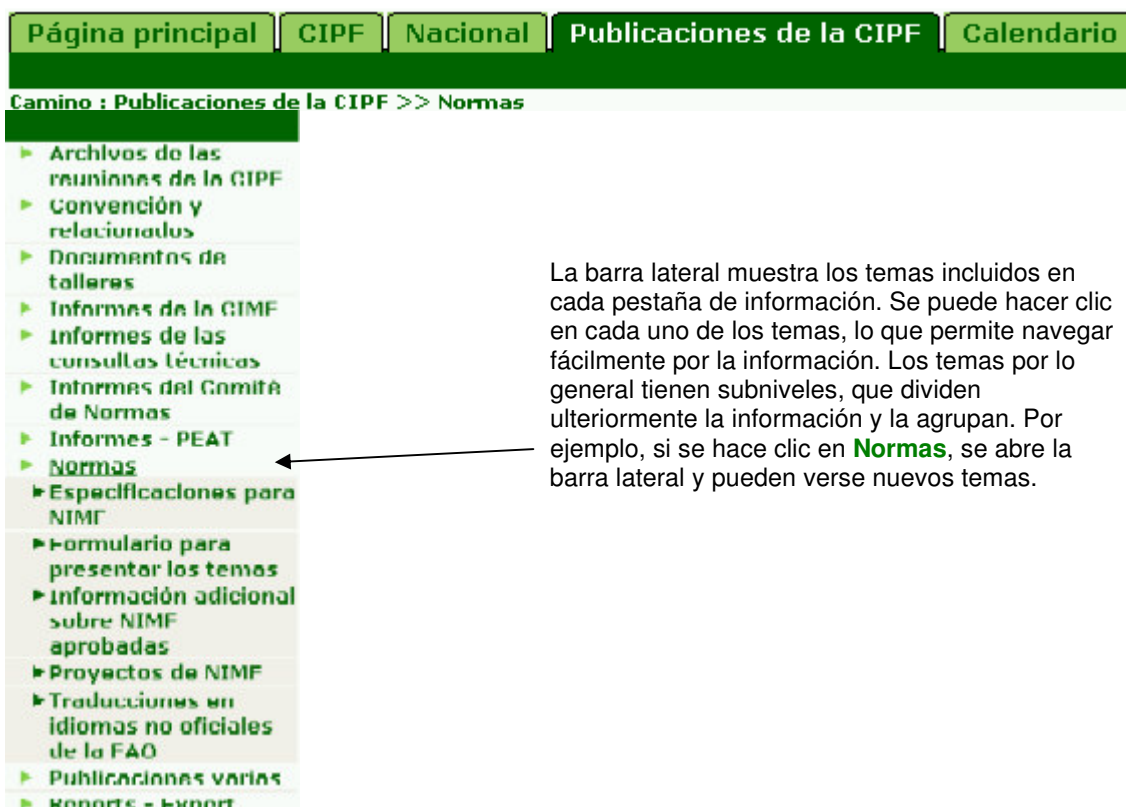 Página principal CIPF Nacional Publicaciones de la CIPF Calendario
Camino : Publicaciones de la CIPF >> Normas
Archivos de las
reuniones de la CIPF
Convención y
relacionados
Documentos de
talleres
Informes de la CIMF
Informes de las
consultas técnicas
Informes del Comité
de Normas
Informes - PEAT
Normas
Especificaciones para
NIMF
Formulario para
presentar los temas
Información adicional
sobre NIMF
aprobadas
Proyectos de NIMF
Traducciones en
idiomas no oficiales
de la FAO
Publicaciones varias
Reports - Expert
La barra lateral muestra los temas incluidos en
cada pestaña de información. Se puede hacer clic
en cada uno de los temas, lo que permite navegar
fácilmente por la información. Los temas por lo
general tienen subniveles, que dividen
ulteriormente la información y la agrupan. Por
ejemplo, si se hace clic en Normas, se abre la
barra lateral y pueden verse nuevos temas.